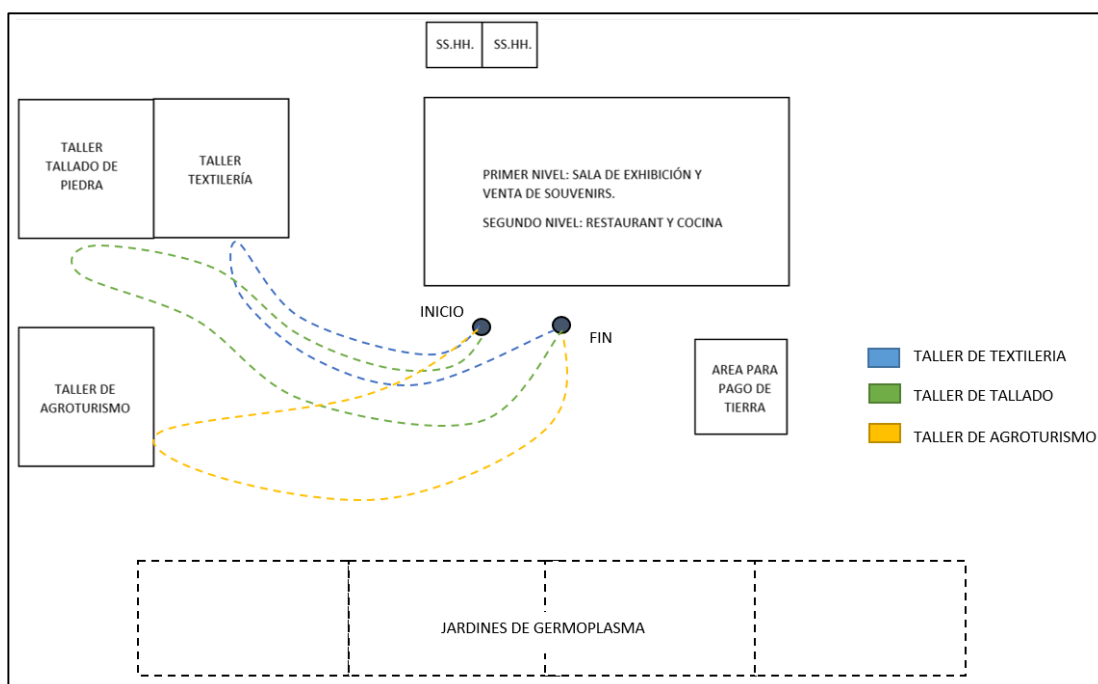 SS.HH. SS.HH.
TALLER
TALLADO DE
PIEDRA
TALLER
TEXTILERÍA
PRIMER NIVEL: SALA DE EXHIBICIÓN Y
VENTA DE SOUVENIRS.
SEGUNDO NIVEL: RESTAURANT Y COCINA
INICIO
FIN
TALLER DE
AGROTURISMO
AREA PARA
PAGO DE
TIERRA
TALLER DE TEXTILERIA
TALLER DE TALLADO
TALLER DE AGROTURISMO
JARDINES DE GERMOPLASMA